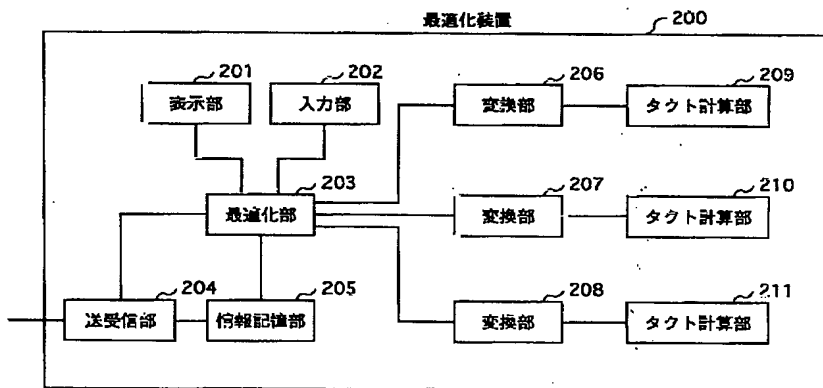 最適化装置
200
201
202
206
209
表示部
入力部
変換部
タクト計算部
203
207
210
最適化部
変換部
タクト計算部
204
205
208
211
送受信部
情報記憶部
変換部
タクト計算部